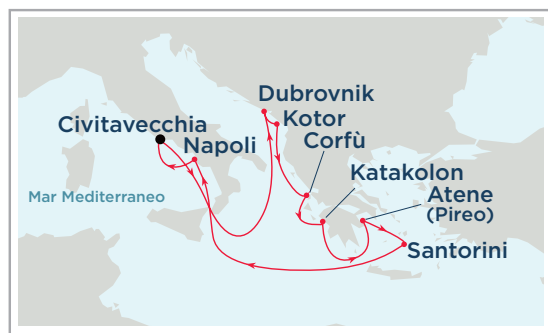 Dubrovnik
Kotor
Civitavecchia
Napoli
Corfù
Katakolon
Mar Mediterraneo
Atene
(Pireo)
Santorini